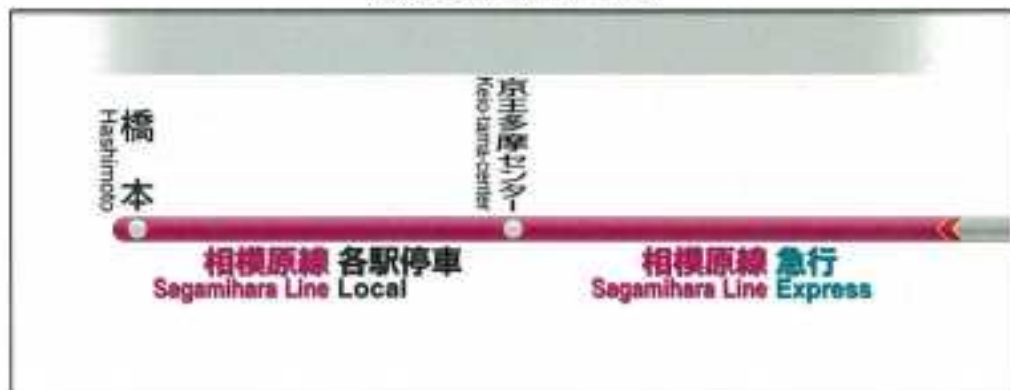 橋本
Hashimoto
京王多摩センター
Keio-tama-center
相模原線 各駅停車
Sagamihara Line Local
相模原線 急行
Sagamihara Line Express